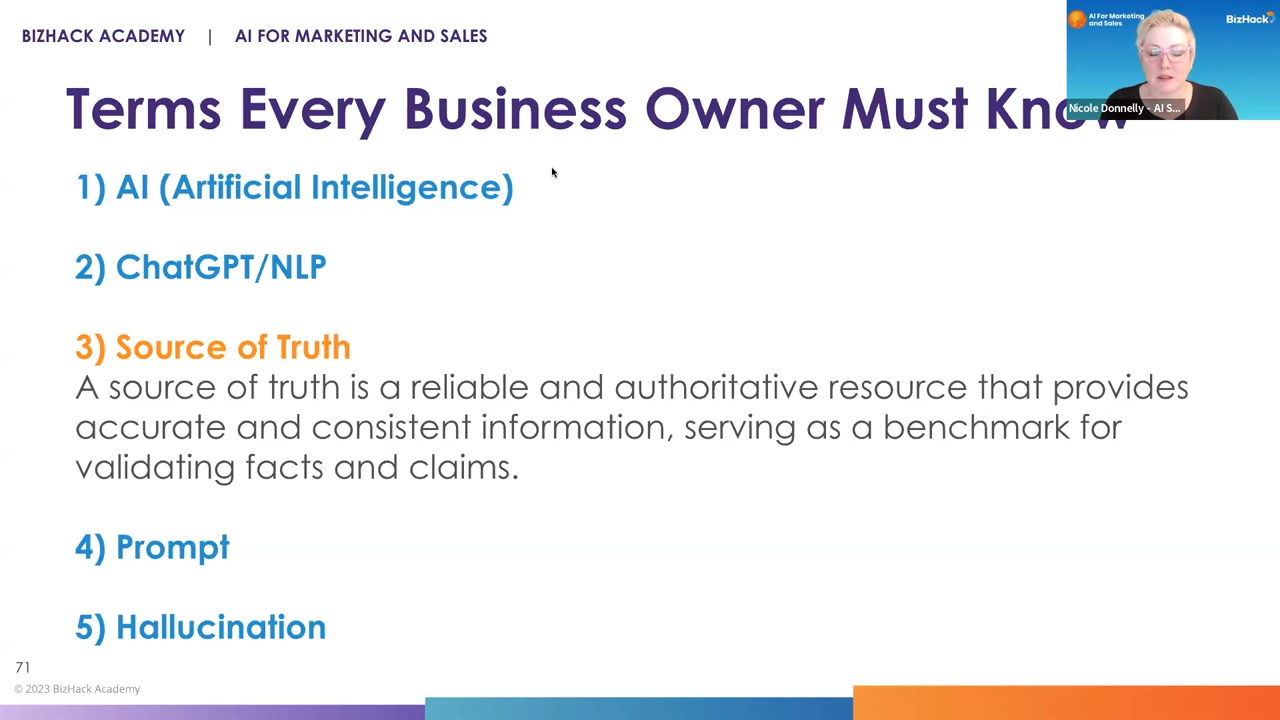 BIZHACK ACADEMY | AI FOR MARKETING AND SALES
AI For Marketing
and Sales
BizHack
Terms Every Business Owner Must Know
Nicole Donnelly - AI S...
1) AI (Artificial Intelligence)
2) ChatGPT/NLP
3) Source of Truth
A source of truth is a reliable and authoritative resource that provides
accurate and consistent information, serving as a benchmark for
validating facts and claims.
4) Prompt
5) Hallucination
71
© 2023 BizHack Academy